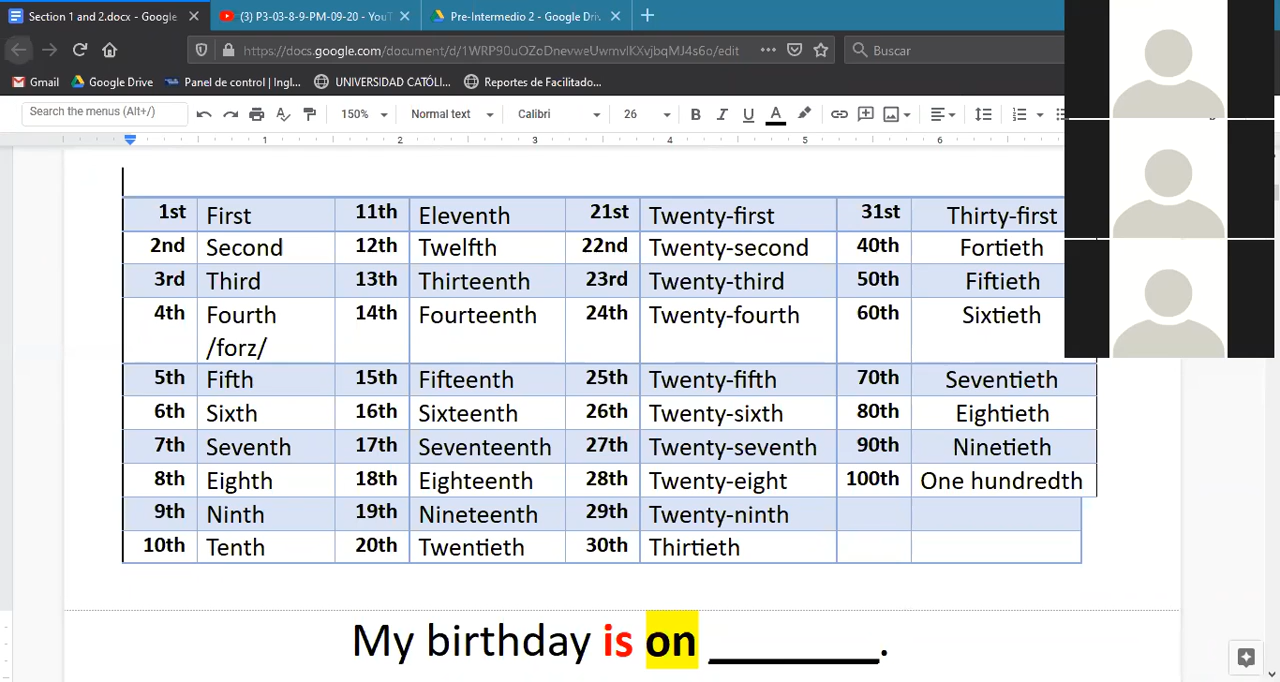 Section 1 and 2.docx - Google
(3) P3-03-8-9-PM-09-20 - YouT
Pre-Intermedio 2 - Google Driv
https://docs.google.com/document/d/1WRP90uOZoDnevweUwmvlKXvjbqMJ4s6o/edit
Buscar
Gmail Google Drive Panel de control | Ingl... UNIVERSIDAD CATÓLI... Reportes de Facilitado...
Search the menus (Alt+/) 150% Normal text Calibri 26 B I U A
1 2 3 4 5 6
1st First 11th Eleventh 21st Twenty-first 31st Thirty-first
2nd Second 12th Twelfth 22nd Twenty-second 40th Fortieth
3rd Third 13th Thirteenth 23rd Twenty-third 50th Fiftieth
4th Fourth 14th Fourteenth 24th Twenty-fourth 60th Sixtieth
/forz/
5th Fifth 15th Fifteenth 25th Twenty-fifth 70th Seventieth
6th Sixth 16th Sixteenth 26th Twenty-sixth 80th Eightieth
7th Seventh 17th Seventeenth 27th Twenty-seventh 90th Ninetieth
8th Eighth 18th Eighteenth 28th Twenty-eight 100th One hundredth
9th Ninth 19th Nineteenth 29th Twenty-ninth
10th Tenth 20th Twentieth 30th Thirtieth
My birthday is on ________.